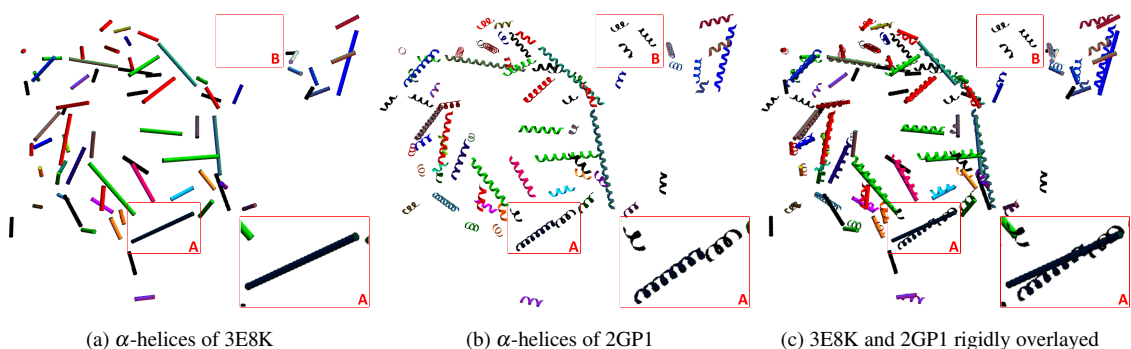 B
B
B
A
A
A
A
A
A
(a) α-helices of 3E8K
(b) α-helices of 2GP1
(c) 3E8K and 2GP1 rigidly overlayed